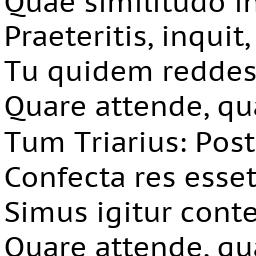 Quae similitudo in
Praeteritis, inquit,
Tu quidem reddes
Quare attende, qua
Tum Triarius: Post
Confecta res esset
Simus igitur conte
Quare attende, qua